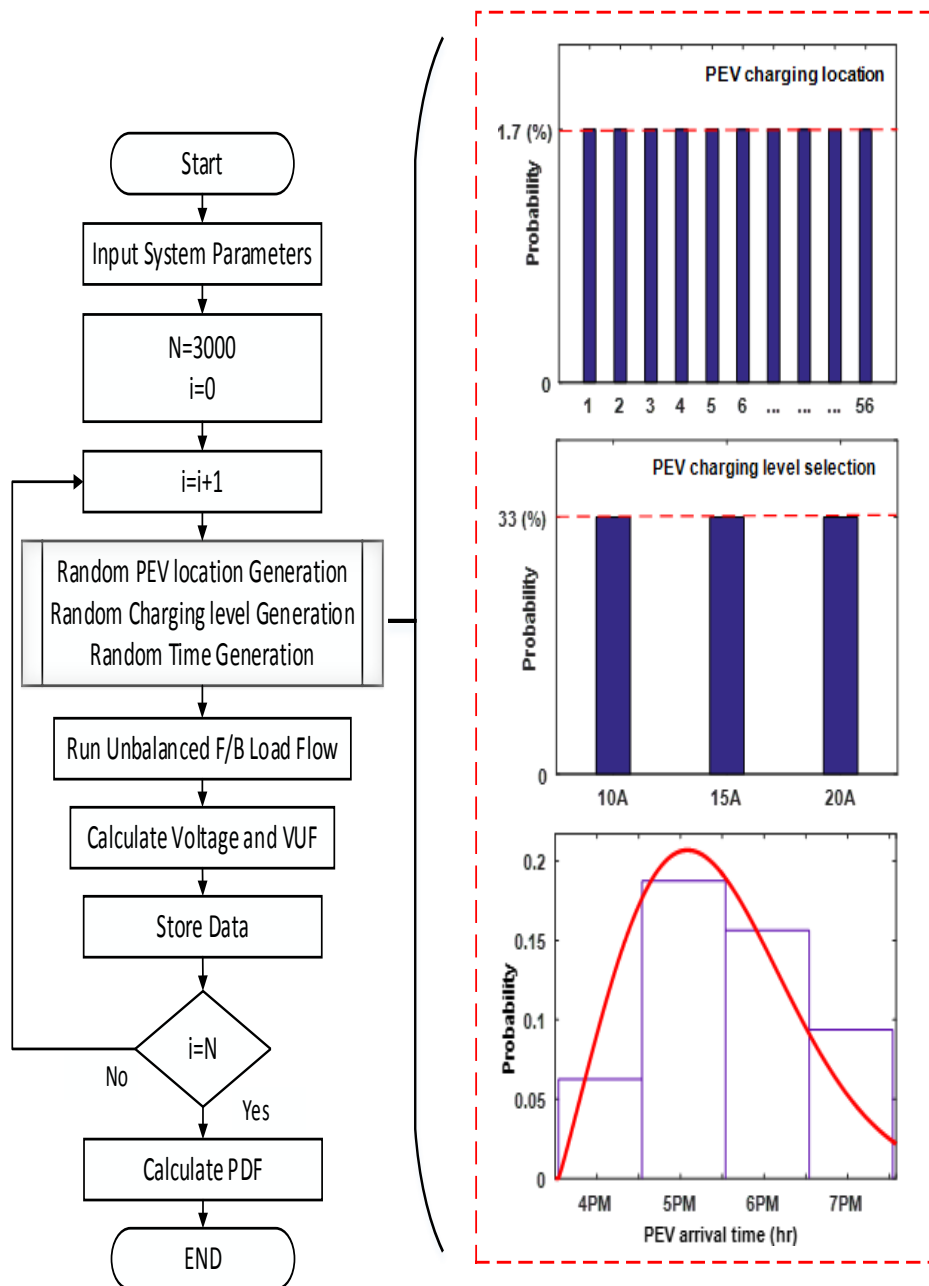 Start
Input System Parameters
N=3000
i=0
i=i+1
Random PEV location Generation
Random Charging level Generation
Random Time Generation
Run Unbalanced F/B Load Flow
Calculate Voltage and VUF
Store Data
i=N
No
Yes
Calculate PDF
END
PEV charging location
1.7 (%)
Probability
0
1 2 3 4 5 6 ... ... ... 56
PEV charging level selection
33 (%)
Probability
0
10A 15A 20A
0.2
0.15
0.1
0.05
0
Probability
4PM 5PM 6PM 7PM
PEV arrival time (hr)